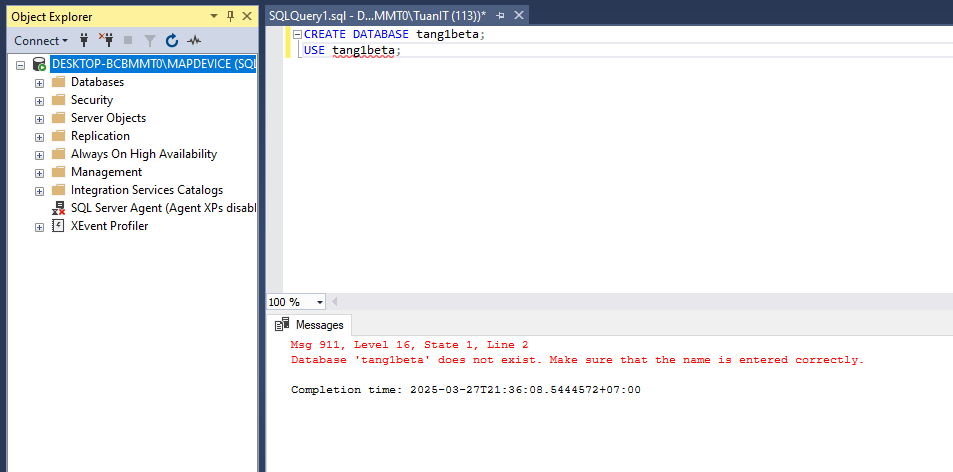 Object Explorer
Connect
DESKTOP-BCBMMT0\MAPDEVICE (SQL
Databases
Security
Server Objects
Replication
Always On High Availability
Management
Integration Services Catalogs
SQL Server Agent (Agent XPs disabl
XEvent Profiler
SQLQuery1.sql - D...MMT0\TuanIT (113))*
CREATE DATABASE tang1beta;
USE tang1beta;
100 %
Messages
Msg 911, Level 16, State 1, Line 2
Database 'tang1beta' does not exist. Make sure that the name is entered correctly.
Completion time: 2025-03-27T21:36:08.5444572+07:00